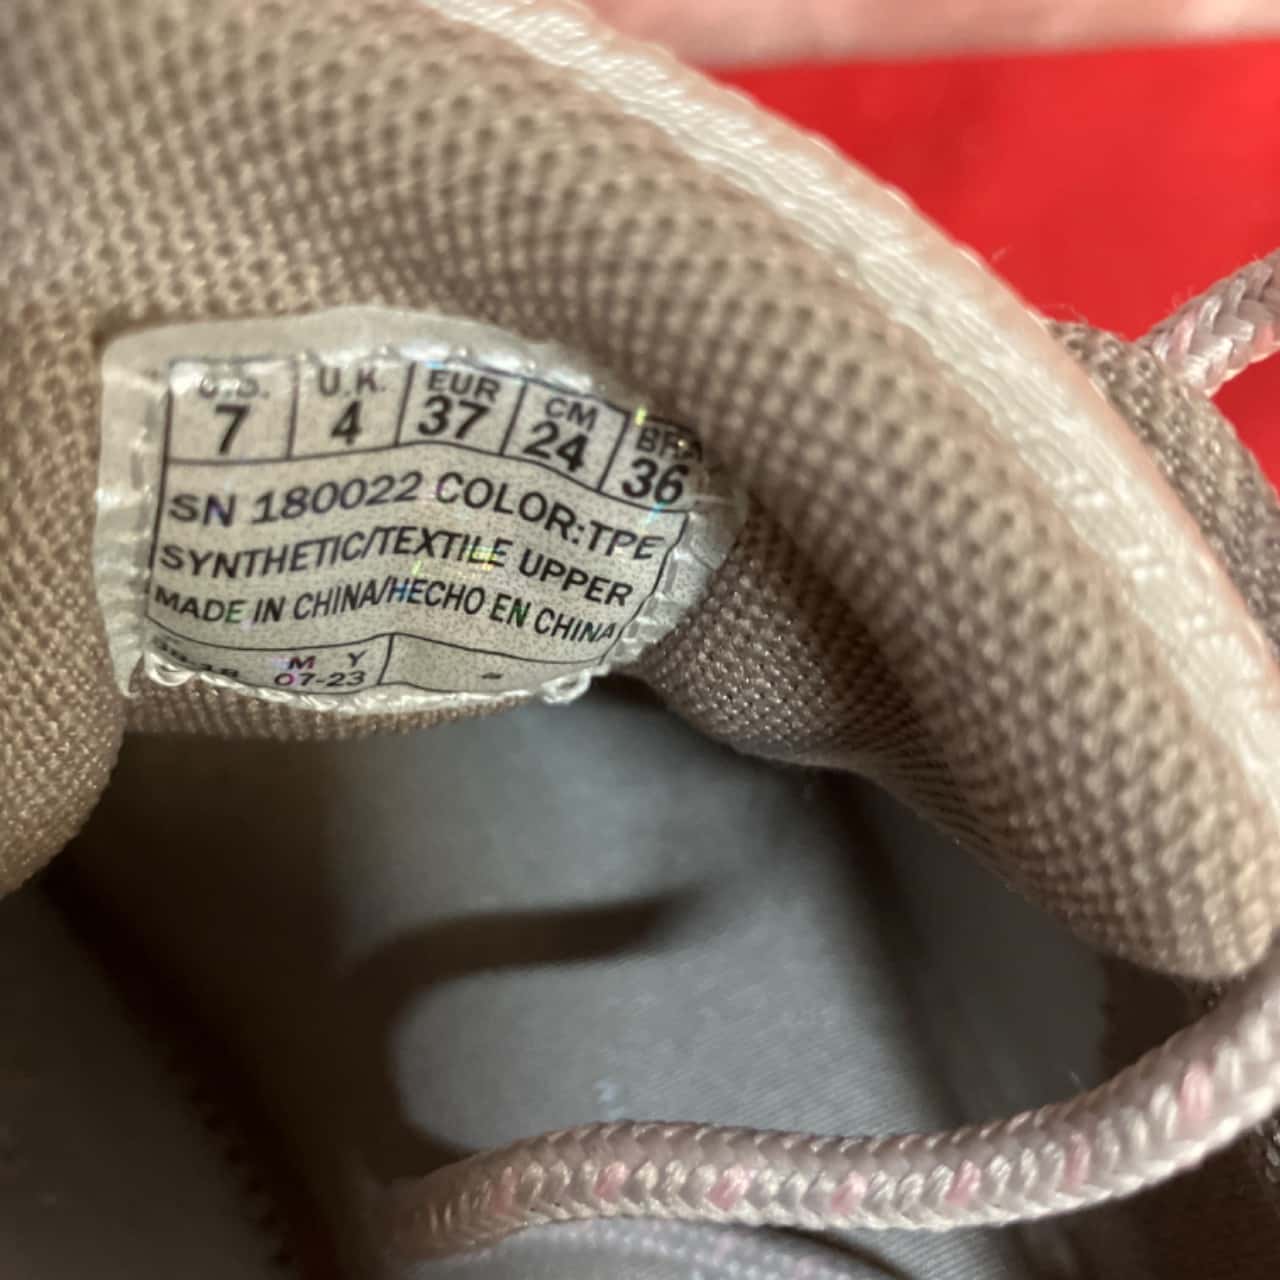 U.S. U.K. EUR CM BRA
7 4 37 24 36
SN 180022 COLOR:TPE
SYNTHETIC/TEXTILE UPPER
MADE IN CHINA/HECHO EN CHINA
M Y
07-23